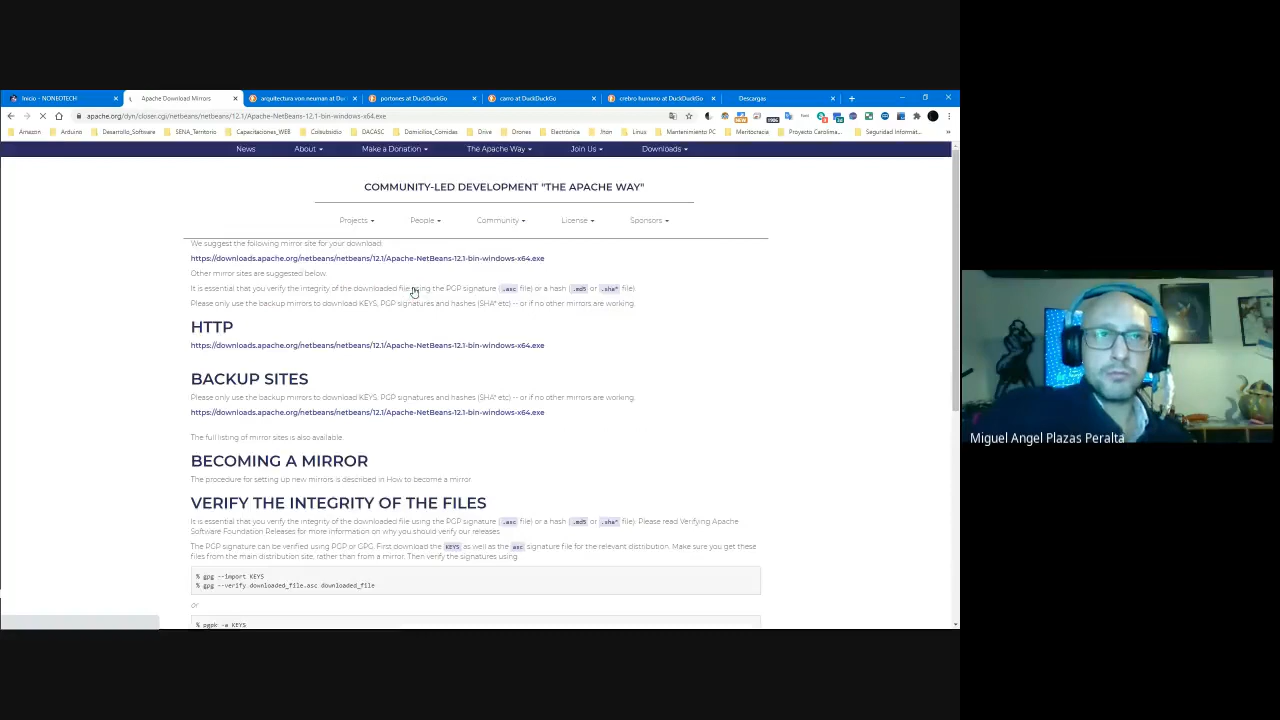 Inicio - NONEOTECH
Apache Download Mirrors
arquitectura von neuman at Du
portones at DuckDuckGo
carro at DuckDuckGo
crebro humano at DuckDuckGo
Descargas
apache.org/dyn/closer.cgi/netbeans/netbeans/12.1/Apache-NetBeans-12.1-bin-windows-x64.exe
Amazon
Arduino
Desarrollo_Software
SENA_Territorio
Capacitaciones_WEB
Colsubsidio
DACASC
Domicilios_Comidas
Drive
Drones
Electrónica
Jhon
Linux
Mantenimiento PC
Meritocracia
Proyecto Carolina...
Seguridad Informát...
News
About
Make a Donation
The Apache Way
Join Us
Downloads
COMMUNITY-LED DEVELOPMENT "THE APACHE WAY"
Projects
People
Community
License
Sponsors
We suggest the following mirror site for your download:
https://downloads.apache.org/netbeans/netbeans/12.1/Apache-NetBeans-12.1-bin-windows-x64.exe
Other mirror sites are suggested below.
It is essential that you verify the integrity of the downloaded file using the PGP signature (.asc file) or a hash (.md5 or .sha* file).
Please only use the backup mirrors to download KEYS, PGP signatures and hashes (SHA* etc) -- or if no other mirrors are working.
HTTP
https://downloads.apache.org/netbeans/netbeans/12.1/Apache-NetBeans-12.1-bin-windows-x64.exe
BACKUP SITES
Please only use the backup mirrors to download KEYS, PGP signatures and hashes (SHA* etc) -- or if no other mirrors are working.
https://downloads.apache.org/netbeans/netbeans/12.1/Apache-NetBeans-12.1-bin-windows-x64.exe
The full listing of mirror sites is also available.
BECOMING A MIRROR
The procedure for setting up new mirrors is described in How to become a mirror.
VERIFY THE INTEGRITY OF THE FILES
It is essential that you verify the integrity of the downloaded file using the PGP signature (.asc file) or a hash (.md5 or .sha* file). Please read Verifying Apache
Software Foundation Releases for more information on why you should verify our releases.
The PGP signature can be verified using PGP or GPG. First download the KEYS as well as the asc signature file for the relevant distribution. Make sure you get these
files from the main distribution site, rather than from a mirror. Then verify the signatures using
% gpg --import KEYS
% gpg --verify downloaded_file.asc downloaded_file
or
% pgpk -a KEYS
Miguel Angel Plazas Peralta